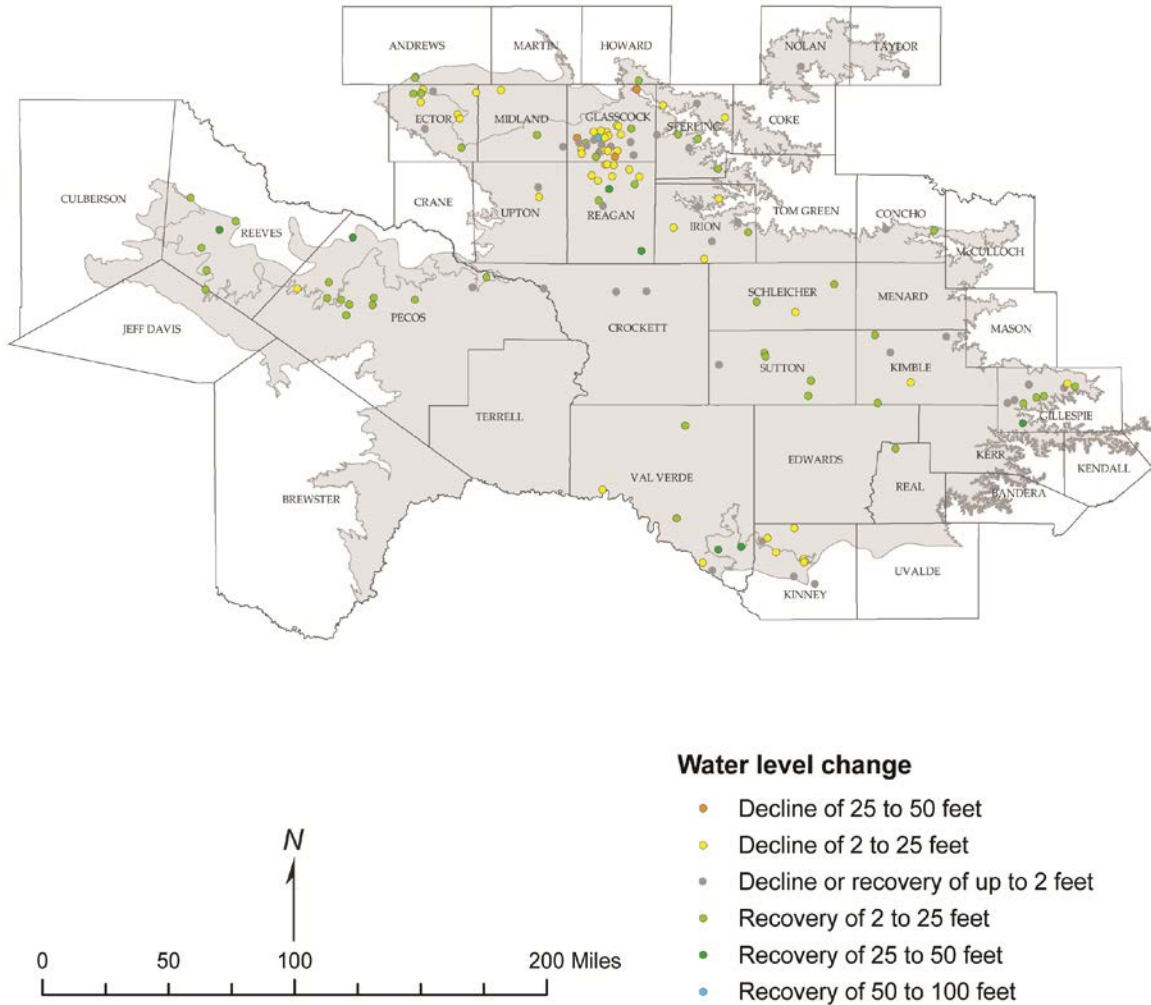 ANDREWS
MARTIN
HOWARD
NOLAN
TAYLOR
ECTOR
MIDLAND
GLASSCOCK
STERLING
COKE
CULBERSON
REEVES
CRANE
UPTON
REAGAN
IRION
TOM GREEN
CONCHO
McCULLOCH
JEFF DAVIS
PECOS
CROCKETT
SCHLEICHER
MENARD
MASON
TERRELL
SUTTON
KIMBLE
GILLESPIE
BREWSTER
VAL VERDE
EDWARDS
REAL
KERR
KENDALL
BANDERA
KINNEY
UVALDE
Water level change
Decline of 25 to 50 feet
Decline of 2 to 25 feet
Decline or recovery of up to 2 feet
Recovery of 2 to 25 feet
Recovery of 25 to 50 feet
Recovery of 50 to 100 feet
N
0 50 100 200 Miles